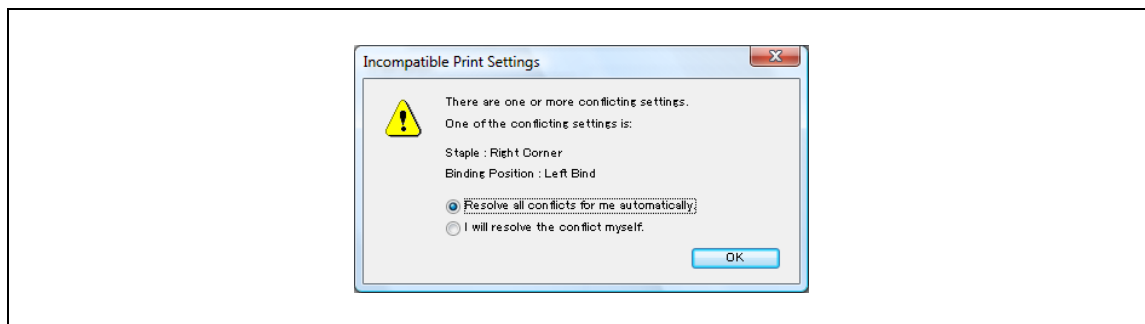 Incompatible Print Settings
There are one or more conflicting settings.
One of the conflicting settings is:
Staple : Right Corner
Binding Position : Left Bind
Resolve all conflicts for me automatically.
I will resolve the conflict myself.
OK